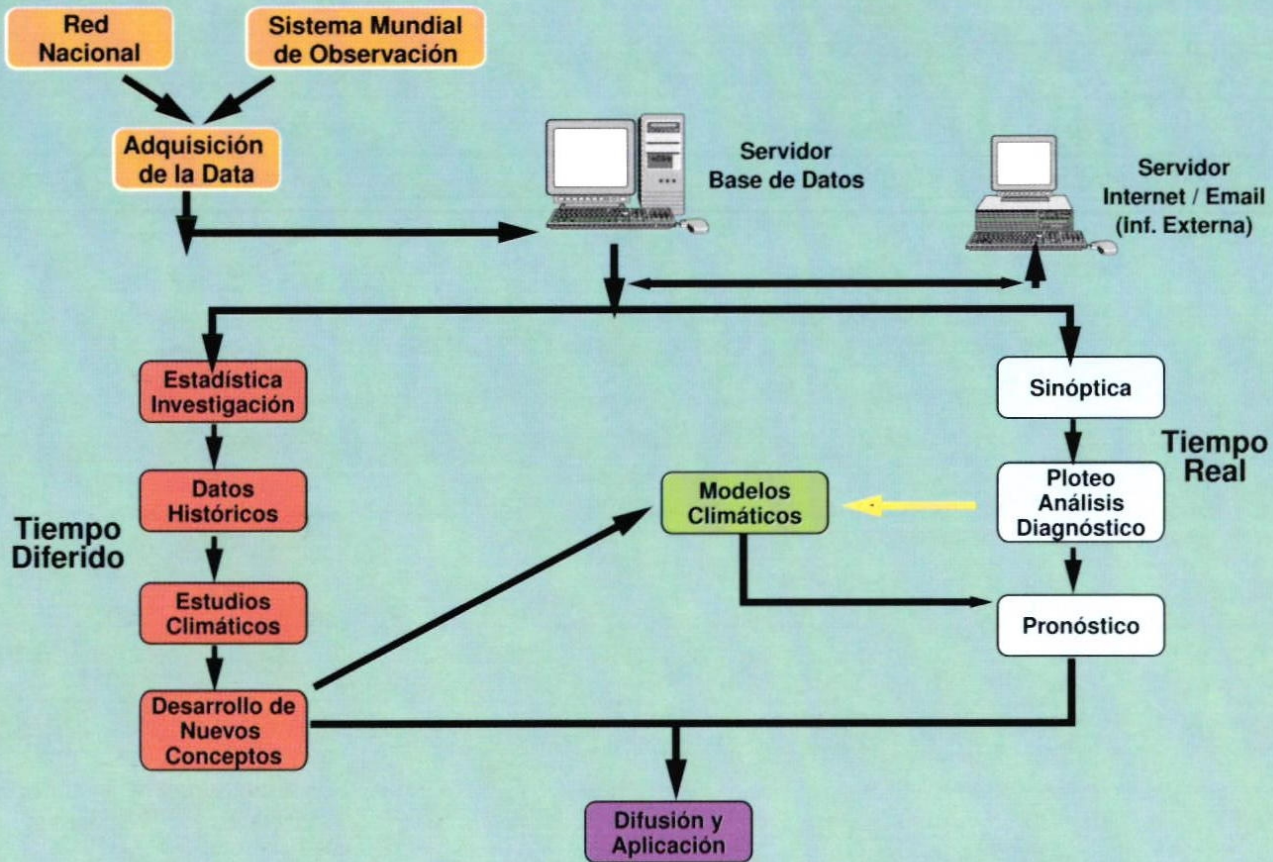 Red
Nacional
Sistema Mundial
de Observación
Adquisición
de la Data
Servidor
Base de Datos
Servidor
Internet / Email
(Inf. Externa)
Estadística
Investigación
Datos
Históricos
Tiempo
Diferido
Estudios
Climáticos
Desarrollo de
Nuevos
Conceptos
Modelos
Climáticos
Sinóptica
Tiempo
Real
Ploteo
Análisis
Diagnóstico
Pronóstico
Difusión y
Aplicación